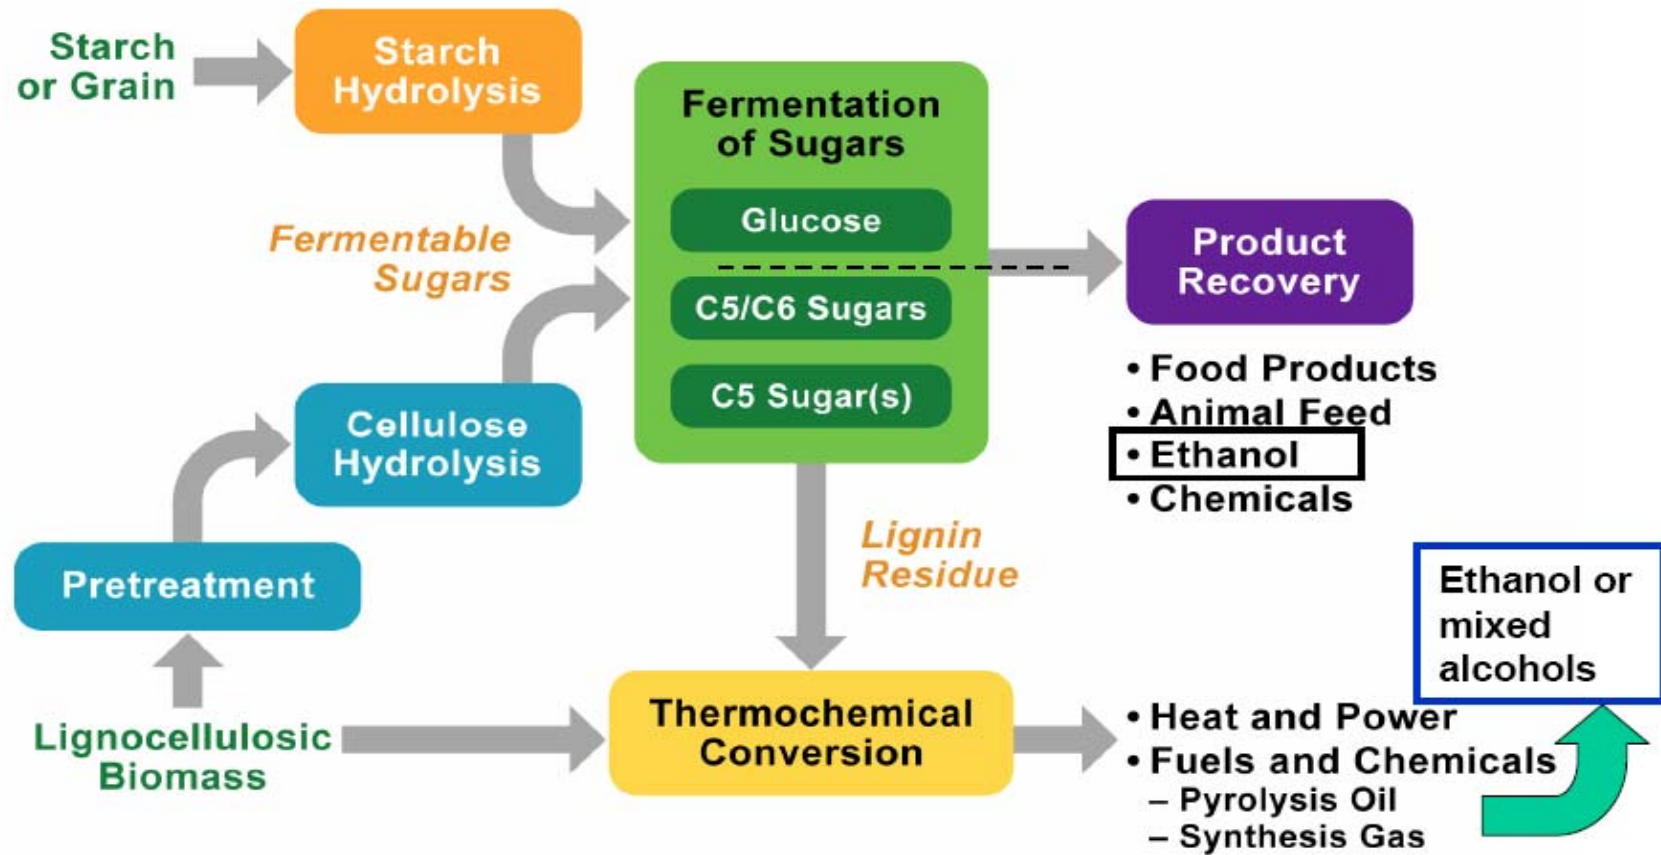 Starch
or Grain
Starch
Hydrolysis
Fermentable
Sugars
Cellulose
Hydrolysis
Pretreatment
Lignocellulosic
Biomass
Fermentation
of Sugars
Glucose
C5/C6 Sugars
C5 Sugar(s)
Lignin
Residue
Thermochemical
Conversion
Product
Recovery
• Food Products
• Animal Feed
• Ethanol
• Chemicals
Ethanol or
mixed
alcohols
• Heat and Power
• Fuels and Chemicals
– Pyrolysis Oil
– Synthesis Gas